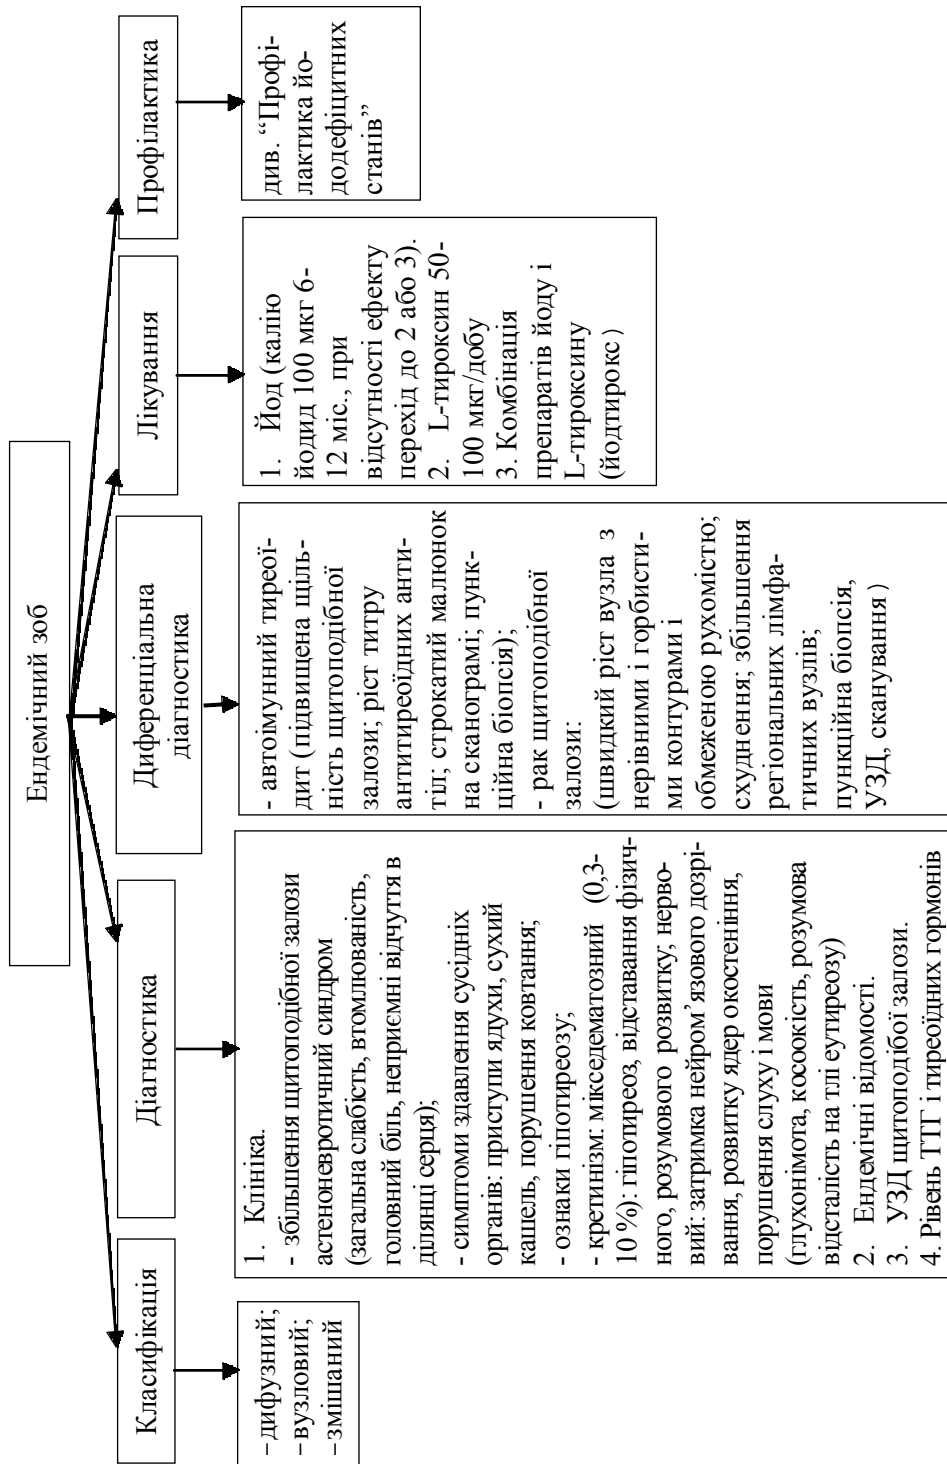 Ендемічний зоб
Класифікація
–дифузний;
–вузловий;
–змішаний
Діагностика
1. Клініка.
- збільшення щитоподібної залози
астеноневротичний синдром
(загальна слабість, втомлюваність,
головний біль, неприємні відчуття в
ділянці серця);
- симптоми здавлення сусідніх
органів: приступи ядухи, сухий
кашель, порушення ковтання;
- ознаки гіпотиреозу;
- кретинізм: мікседематозний (0,3-
10 %): гіпотиреоз, відставання фізич-
ного, розумового розвитку; нерво-
вий: затримка нейром’язового дозрі-
вання, розвитку ядер окостеніння,
порушення слуху і мови
(глухонімота, косоокість, розумова
відсталість на тлі еутиреозу)
2. Ендемічні відомості.
3. УЗД щитоподібої залози.
4. Рівень ТТГ і тиреоїдних гормонів
Диференціальна
діагностика
- автоімунний тиреої-
дит (підвищена щіль-
ність щитоподібної
залози; ріст титру
антитиреоїдних анти-
тіл; строкатий малюнок
на сканограмі; пунк-
ційна біопсія);
- рак щитоподібної
залози:
(швидкий ріст вузла з
нерівними і горбисти-
ми контурами і
обмеженою рухомістю;
схуднення; збільшення
регіональних лімфа-
тичних вузлів;
пункційна біопсія,
УЗД, сканування)
Лікування
1. Йод (калію
йодид 100 мкг 6-
12 міс., при
відсутності ефекту
перехід до 2 або 3).
2. L-тироксин 50-
100 мкг/добу
3. Комбінація
препаратів йоду і
L-тироксину
(йодтирокс)
Профілактика
див. “Профі-
лактика йо-
додефіцитних
станів”